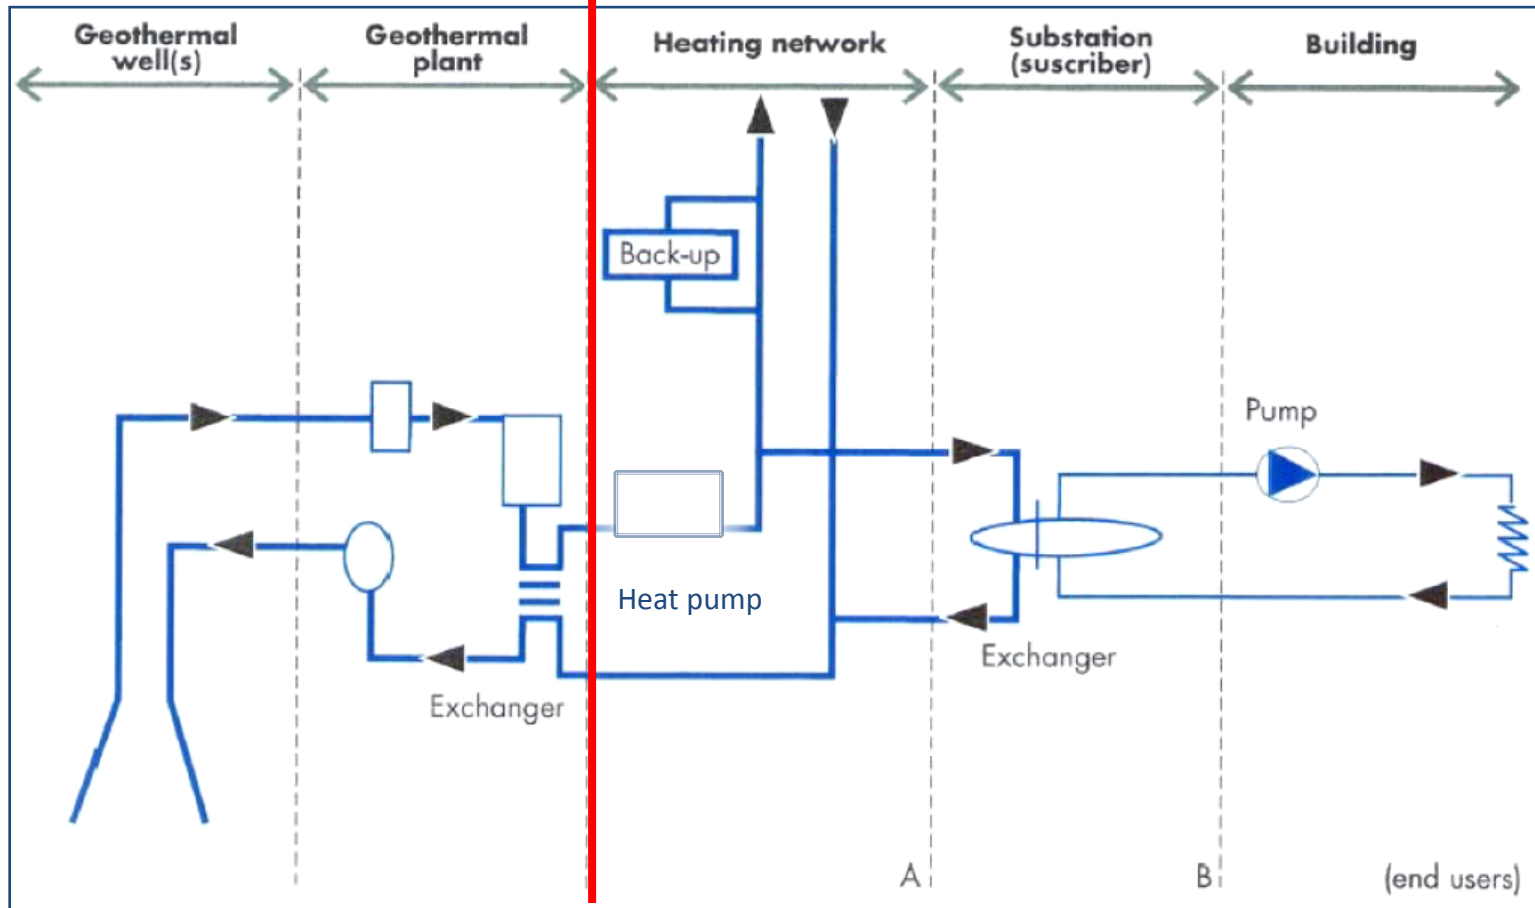 Geothermal
well(s)
Geothermal
plant
Heating network
Substation
(suscriber)
Building
Back-up
Pump
Heat pump
Exchanger
Exchanger
A
B
(end users)